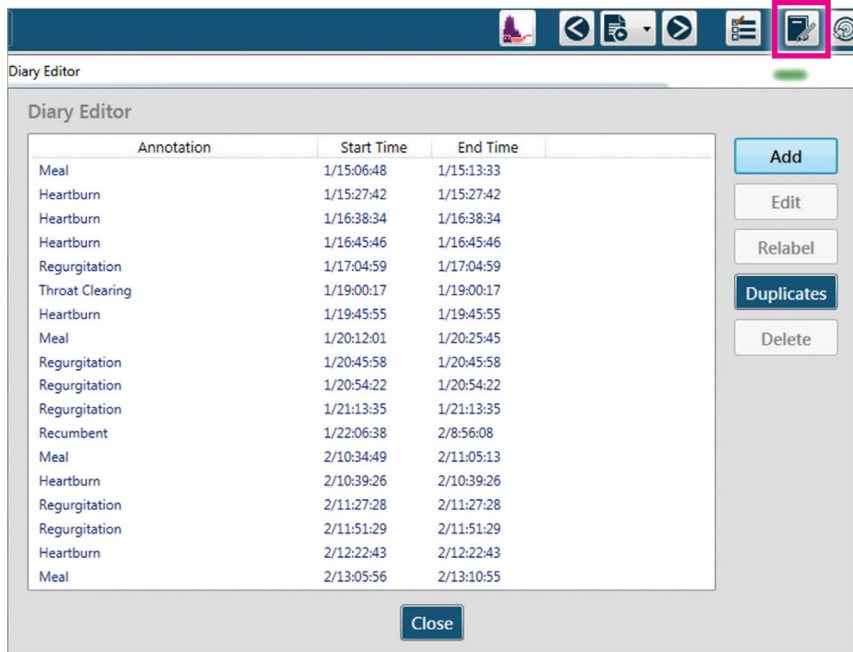 Diary Editor
Diary Editor
Annotation Start Time End Time
Meal 1/15:06:48 1/15:13:33
Heartburn 1/15:27:42 1/15:27:42
Heartburn 1/16:38:34 1/16:38:34
Heartburn 1/16:45:46 1/16:45:46
Regurgitation 1/17:04:59 1/17:04:59
Throat Clearing 1/19:00:17 1/19:00:17
Heartburn 1/19:45:55 1/19:45:55
Meal 1/20:12:01 1/20:25:45
Regurgitation 1/20:45:58 1/20:45:58
Regurgitation 1/20:54:22 1/20:54:22
Regurgitation 1/21:13:35 1/21:13:35
Recumbent 1/22:06:38 2/8:56:08
Meal 2/10:34:49 2/11:05:13
Heartburn 2/10:39:26 2/10:39:26
Regurgitation 2/11:27:28 2/11:27:28
Regurgitation 2/11:51:29 2/11:51:29
Heartburn 2/12:22:43 2/12:22:43
Meal 2/13:05:56 2/13:10:55
Add
Edit
Relabel
Duplicates
Delete
Close